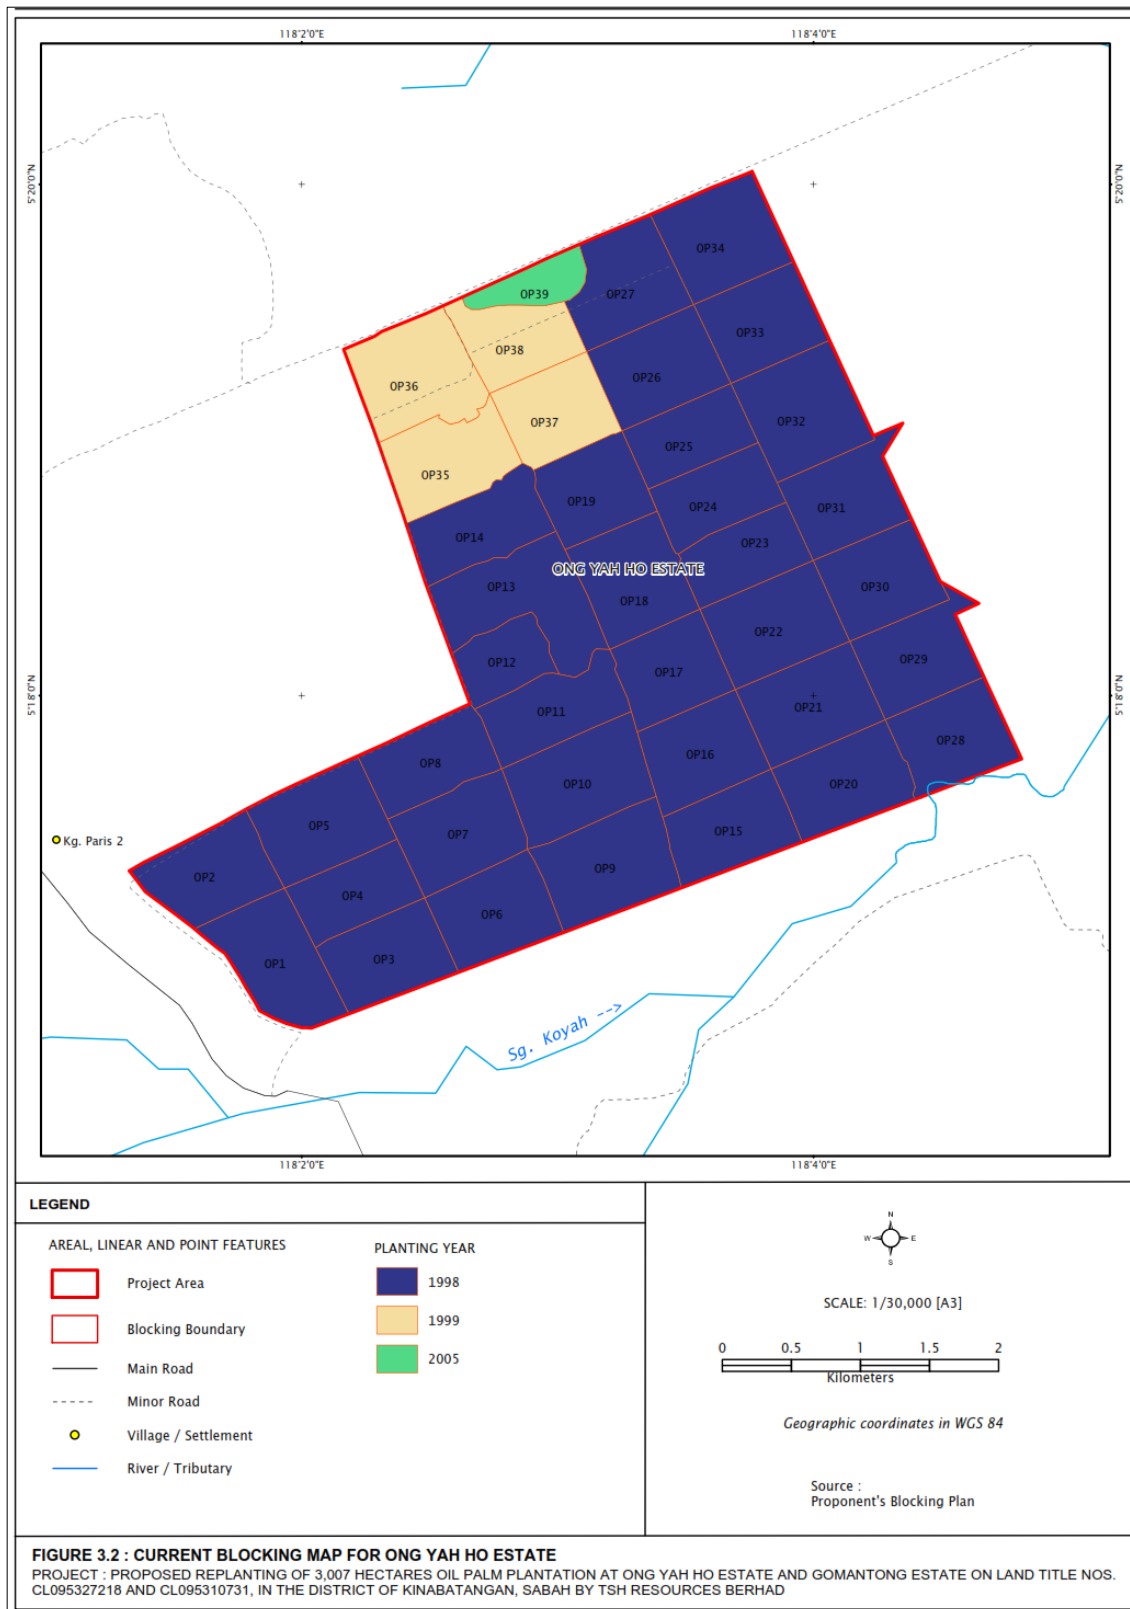 118°2'0"E
118°4'0"E
5°2'0"N
5°2'0"N
OP34
OP39
OP27
OP33
OP38
OP36
OP26
OP32
OP37
OP25
OP35
OP19
OP24
OP31
OP14
OP23
ONG YAH HO ESTATE
OP13
OP30
OP18
OP22
OP12
OP29
OP17
5°1'8.0"N
5°1'8.0"N
OP21
OP11
OP28
OP8
OP16
OP10
OP20
OP5
OP7
OP15
Kg. Paris 2
OP9
OP2
OP4
OP6
OP3
OP1
Sg. Koyah -->
118°2'0"E
118°4'0"E
LEGEND
AREAL, LINEAR AND POINT FEATURES
Project Area
Blocking Boundary
Main Road
Minor Road
Village / Settlement
River / Tributary
PLANTING YEAR
1998
1999
2005
N
W E
S
SCALE: 1/30,000 [A3]
0 0.5 1 1.5 2
Kilometers
Geographic coordinates in WGS 84
Source :
Proponent's Blocking Plan
FIGURE 3.2 : CURRENT BLOCKING MAP FOR ONG YAH HO ESTATE
PROJECT : PROPOSED REPLANTING OF 3,007 HECTARES OIL PALM PLANTATION AT ONG YAH HO ESTATE AND GOMANTONG ESTATE ON LAND TITLE NOS.
CL095327218 AND CL095310731, IN THE DISTRICT OF KINABATANGAN, SABAH BY TSH RESOURCES BERHAD